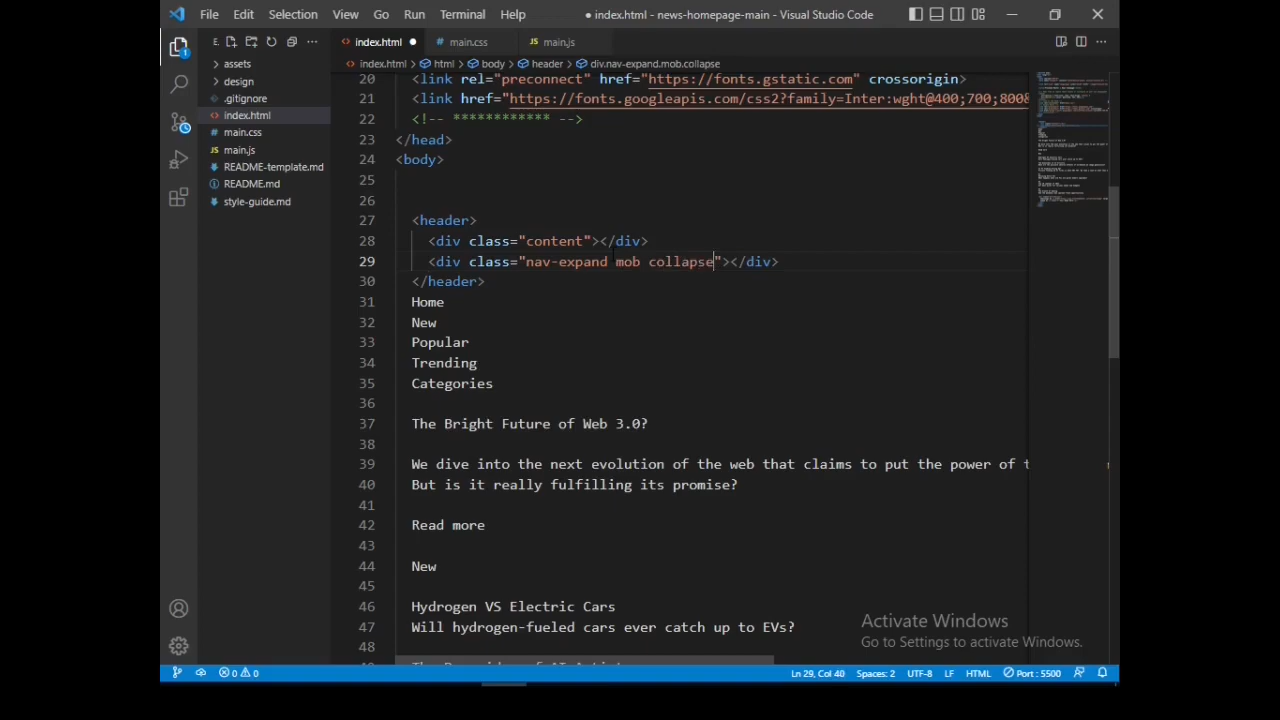 File Edit Selection View Go Run Terminal Help ● index.html - news-homepage-main - Visual Studio Code
E. ... index.html ● main.css main.js ...
index.html > html > body > header > div.nav-expand.mob.collapse
assets
design
.gitignore
index.html
main.css
main.js
README-template.md
README.md
style-guide.md
20 <link rel="preconnect" href="https://fonts.gstatic.com" crossorigin>
21 <link href="https://fonts.googleapis.com/css2?family=Inter:wght@400;700;800&
22 <!-- ************ -->
23 </head>
24 <body>
25
26
27 <header>
28 <div class="content"></div>
29 <div class="nav-expand mob collapse"></div>
30 </header>
31 Home
32 New
33 Popular
34 Trending
35 Categories
36
37 The Bright Future of Web 3.0?
38
39 We dive into the next evolution of the web that claims to put the power of t
40 But is it really fulfilling its promise?
41
42 Read more
43
44 New
45
46 Hydrogen VS Electric Cars
47 Will hydrogen-fueled cars ever catch up to EVs?
48
Activate Windows
Go to Settings to activate Windows.
0 0 Ln 29, Col 40 Spaces: 2 UTF-8 LF HTML Port : 5500